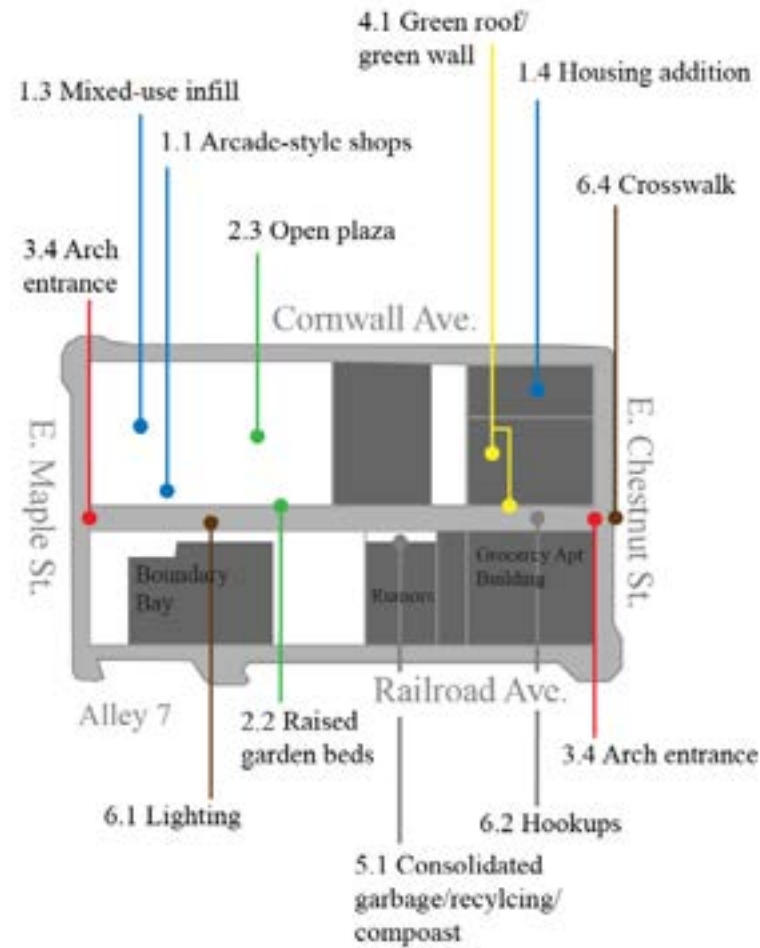 4.1 Green roof/
green wall
1.3 Mixed-use infill
1.4 Housing addition
1.1 Arcade-style shops
6.4 Crosswalk
2.3 Open plaza
3.4 Arch
entrance
Cornwall Ave.
E. Maple St.
E. Chestnut St.
Boundary
Bay
Rumors
Grocery Apt
Building
Railroad Ave.
Alley 7
2.2 Raised
garden beds
3.4 Arch entrance
6.1 Lighting
6.2 Hookups
5.1 Consolidated
garbage/recylcing/
compoast